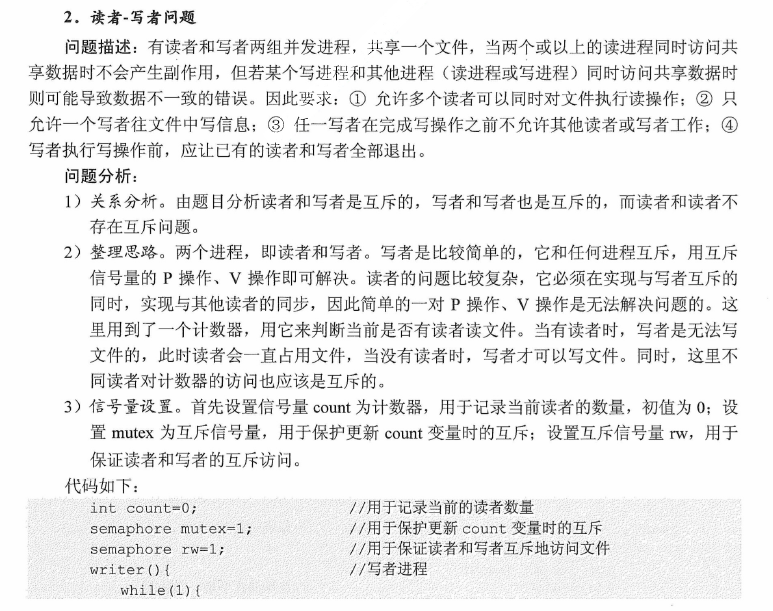 2．读者-写者问题
问题描述：有读者和写者两组并发进程，共享一个文件，当两个或以上的读进程同时访问共
享数据时不会产生副作用，但若某个写进程和其他进程（读进程或写进程）同时访问共享数据时
则可能导致数据不一致的错误。因此要求：① 允许多个读者可以同时对文件执行读操作；② 只
允许一个写者往文件中写信息；③ 任一写者在完成写操作之前不允许其他读者或写者工作；④
写者执行写操作前，应让已有的读者和写者全部退出。
问题分析：
1）关系分析。由题目分析读者和写者是互斥的，写者和写者也是互斥的，而读者和读者不
存在互斥问题。
2）整理思路。两个进程，即读者和写者。写者是比较简单的，它和任何进程互斥，用互斥
信号量的 P 操作、V 操作即可解决。读者的问题比较复杂，它必须在实现与写者互斥的
同时，实现与其他读者的同步，因此简单的一对 P 操作、V 操作是无法解决问题的。这
里用到了一个计数器，用它来判断当前是否有读者读文件。当有读者时，写者是无法写
文件的，此时读者会一直占用文件，当没有读者时，写者才可以写文件。同时，这里不
同读者对计数器的访问也应该是互斥的。
3）信号量设置。首先设置信号量 count 为计数器，用于记录当前读者的数量，初值为 0；设
置 mutex 为互斥信号量，用于保护更新 count 变量时的互斥；设置互斥信号量 rw，用于
保证读者和写者的互斥访问。
代码如下：
int count=0; //用于记录当前的读者数量
semaphore mutex=1; //用于保护更新 count 变量时的互斥
semaphore rw=1; //用于保证读者和写者互斥地访问文件
writer(){ //写者进程
while(1){